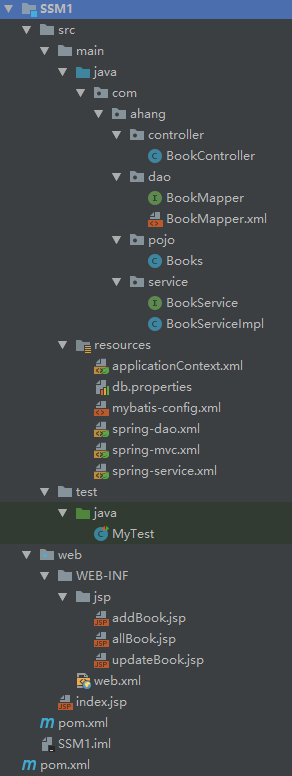 SSM1
src
main
java
com
ahang
controller
BookController
dao
BookMapper
BookMapper.xml
pojo
Books
service
BookService
BookServiceImpl
resources
applicationContext.xml
db.properties
mybatis-config.xml
spring-dao.xml
spring-mvc.xml
spring-service.xml
test
java
MyTest
web
WEB-INF
jsp
addBook.jsp
allBook.jsp
updateBook.jsp
web.xml
index.jsp
pom.xml
SSM1.iml
pom.xml